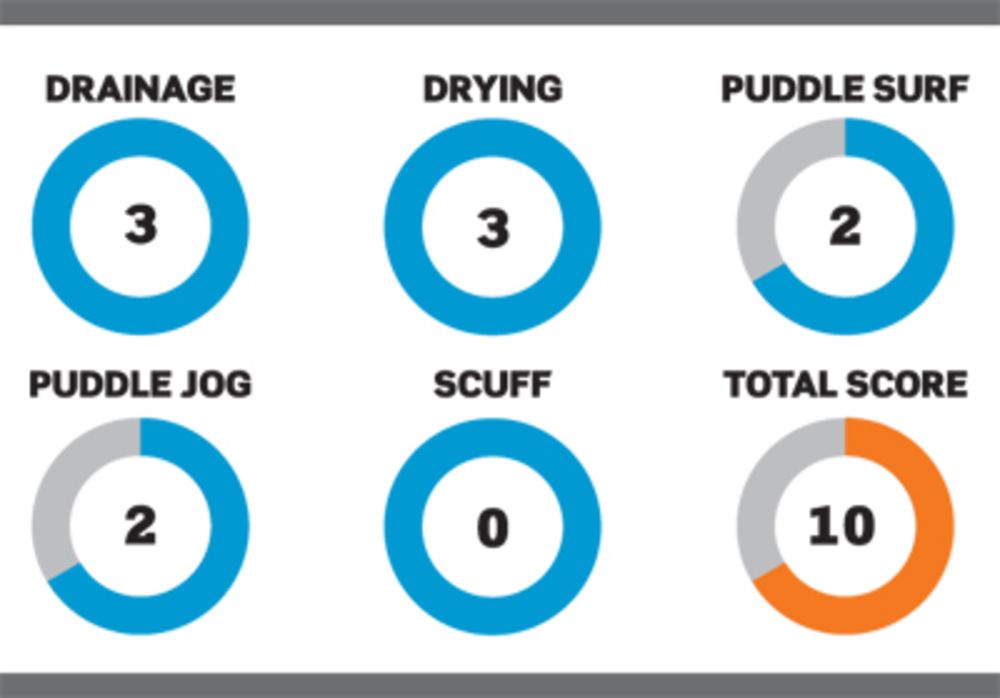 DRAINAGE
DRYING
PUDDLE SURF
3
3
2
PUDDLE JOG
SCUFF
TOTAL SCORE
2
0
10